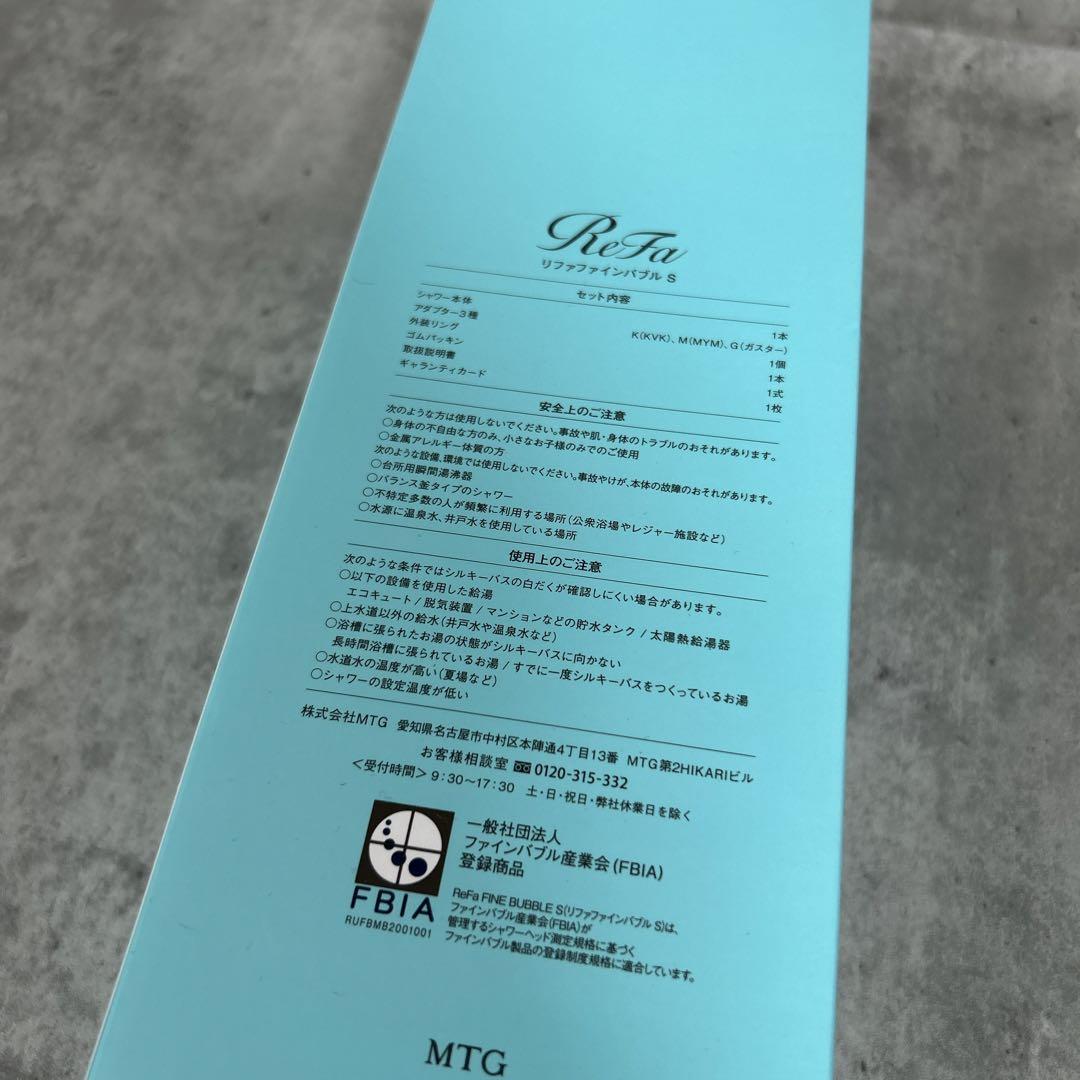 ReFa
リファファインバブル S
セット内容
シャワー本体 1本
アダプター3種 K(KVK)、M(MYM)、G(ガスター)
外装リング 1個
ゴムパッキン 1本
取扱説明書 1式
ギャランティカード 1枚
安全上のご注意
次のような方は使用しないでください。事故や肌・身体のトラブルのおそれがあります。
○身体の不自由な方のみ、小さなお子様のみでのご使用
○金属アレルギー体質の方
次のような設備、環境では使用しないでください。事故やけが、本体の故障のおそれがあります。
○台所用瞬間湯沸器
○バランス釜タイプのシャワー
○不特定多数の人が頻繁に利用する場所(公衆浴場やレジャー施設など)
○水源に温泉水、井戸水を使用している場所
使用上のご注意
次のような条件ではシルキーバスの白だくが確認しにくい場合があります。
○以下の設備を使用した給湯
エコキュート / 脱気装置 / マンションなどの貯水タンク / 太陽熱給湯器
○上水道以外の給水(井戸水や温泉水など)
○浴槽に張られたお湯の状態がシルキーバスに向かない
長時間浴槽に張られているお湯 / すでに一度シルキーバスをつくっているお湯
○水道水の温度が高い(夏場など)
○シャワーの設定温度が低い
株式会社MTG 愛知県名古屋市中村区本陣通4丁目13番 MTG第2HIKARIビル
お客様相談室 0120-315-332
<受付時間> 9:30〜17:30 土・日・祝日・弊社休業日を除く
一般社団法人
ファインバブル産業会(FBIA)
登録商品
FBIA
RUFBMB2001001
ReFa FINE BUBBLE S(リファファインバブル S)は、
ファインバブル産業会(FBIA)が
管理するシャワーヘッド測定規格に基づく
ファインバブル製品の登録制度規格に適合しています。
MTG